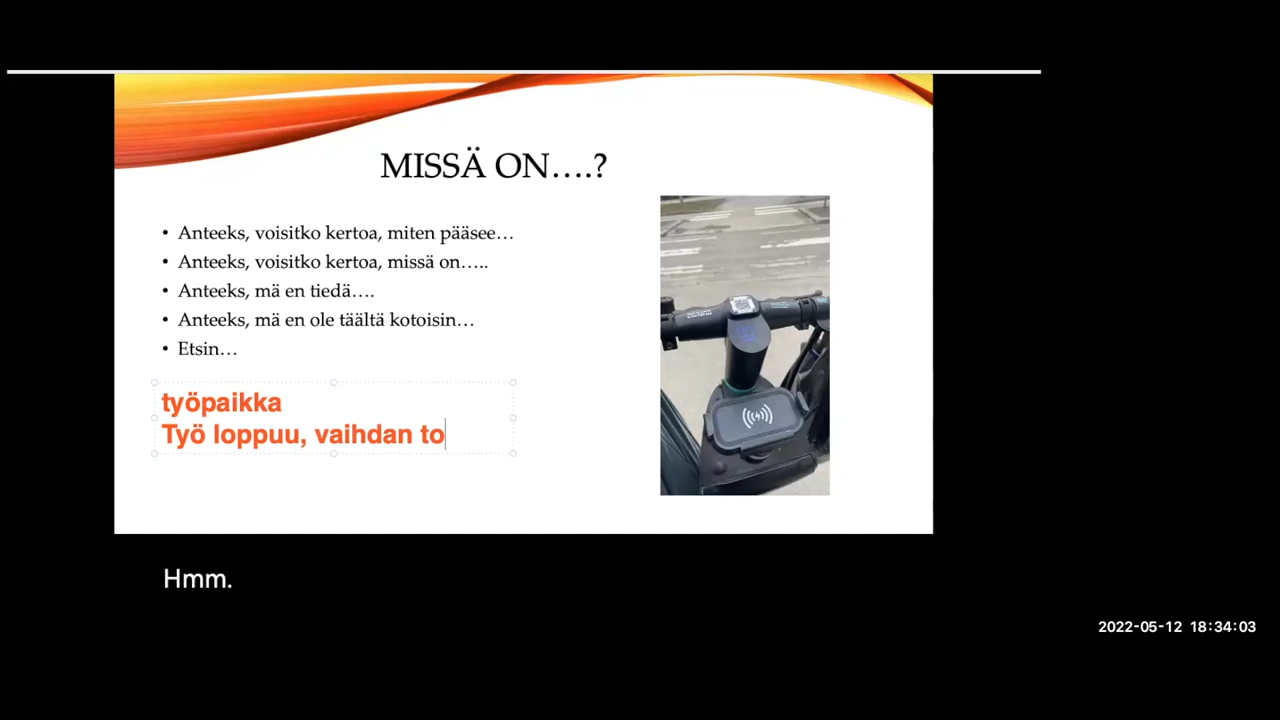 MISSÄ ON….?
• Anteeks, voisitko kertoa, miten pääsee…
• Anteeks, voisitko kertoa, missä on…..
• Anteeks, mä en tiedä….
• Anteeks, mä en ole täältä kotoisin…
• Etsin…
työpaikka
Työ loppuu, vaihdan to
Hmm.
2022-05-12 18:34:03